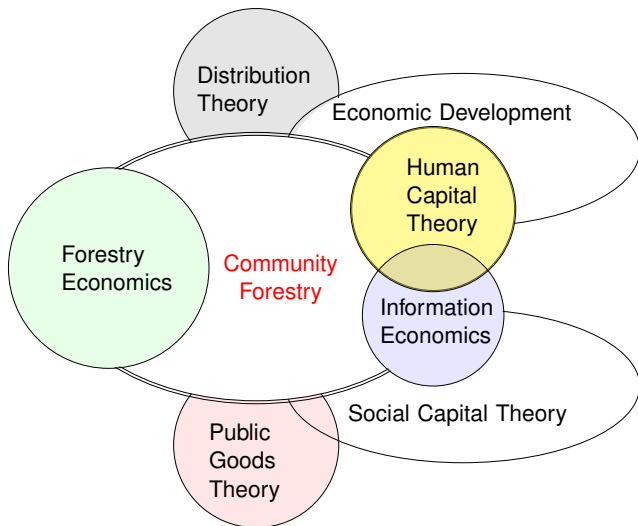 Distribution
Theory
Economic Development
Human
Capital
Theory
Forestry
Economics
Community
Forestry
Information
Economics
Social Capital Theory
Public
Goods
Theory